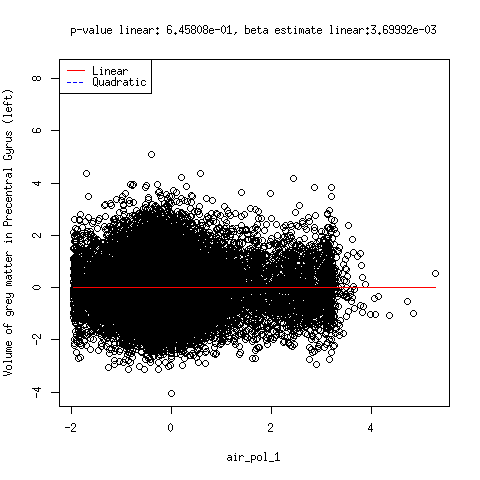 p-value linear: 6.45808e-01, beta estimate linear:3.69992e-03
Linear
Quadratic
Volume of grey matter in Precentral Gyrus (left)
8
6
4
2
0
-2
-4
-2 0 2 4
air_pol_1